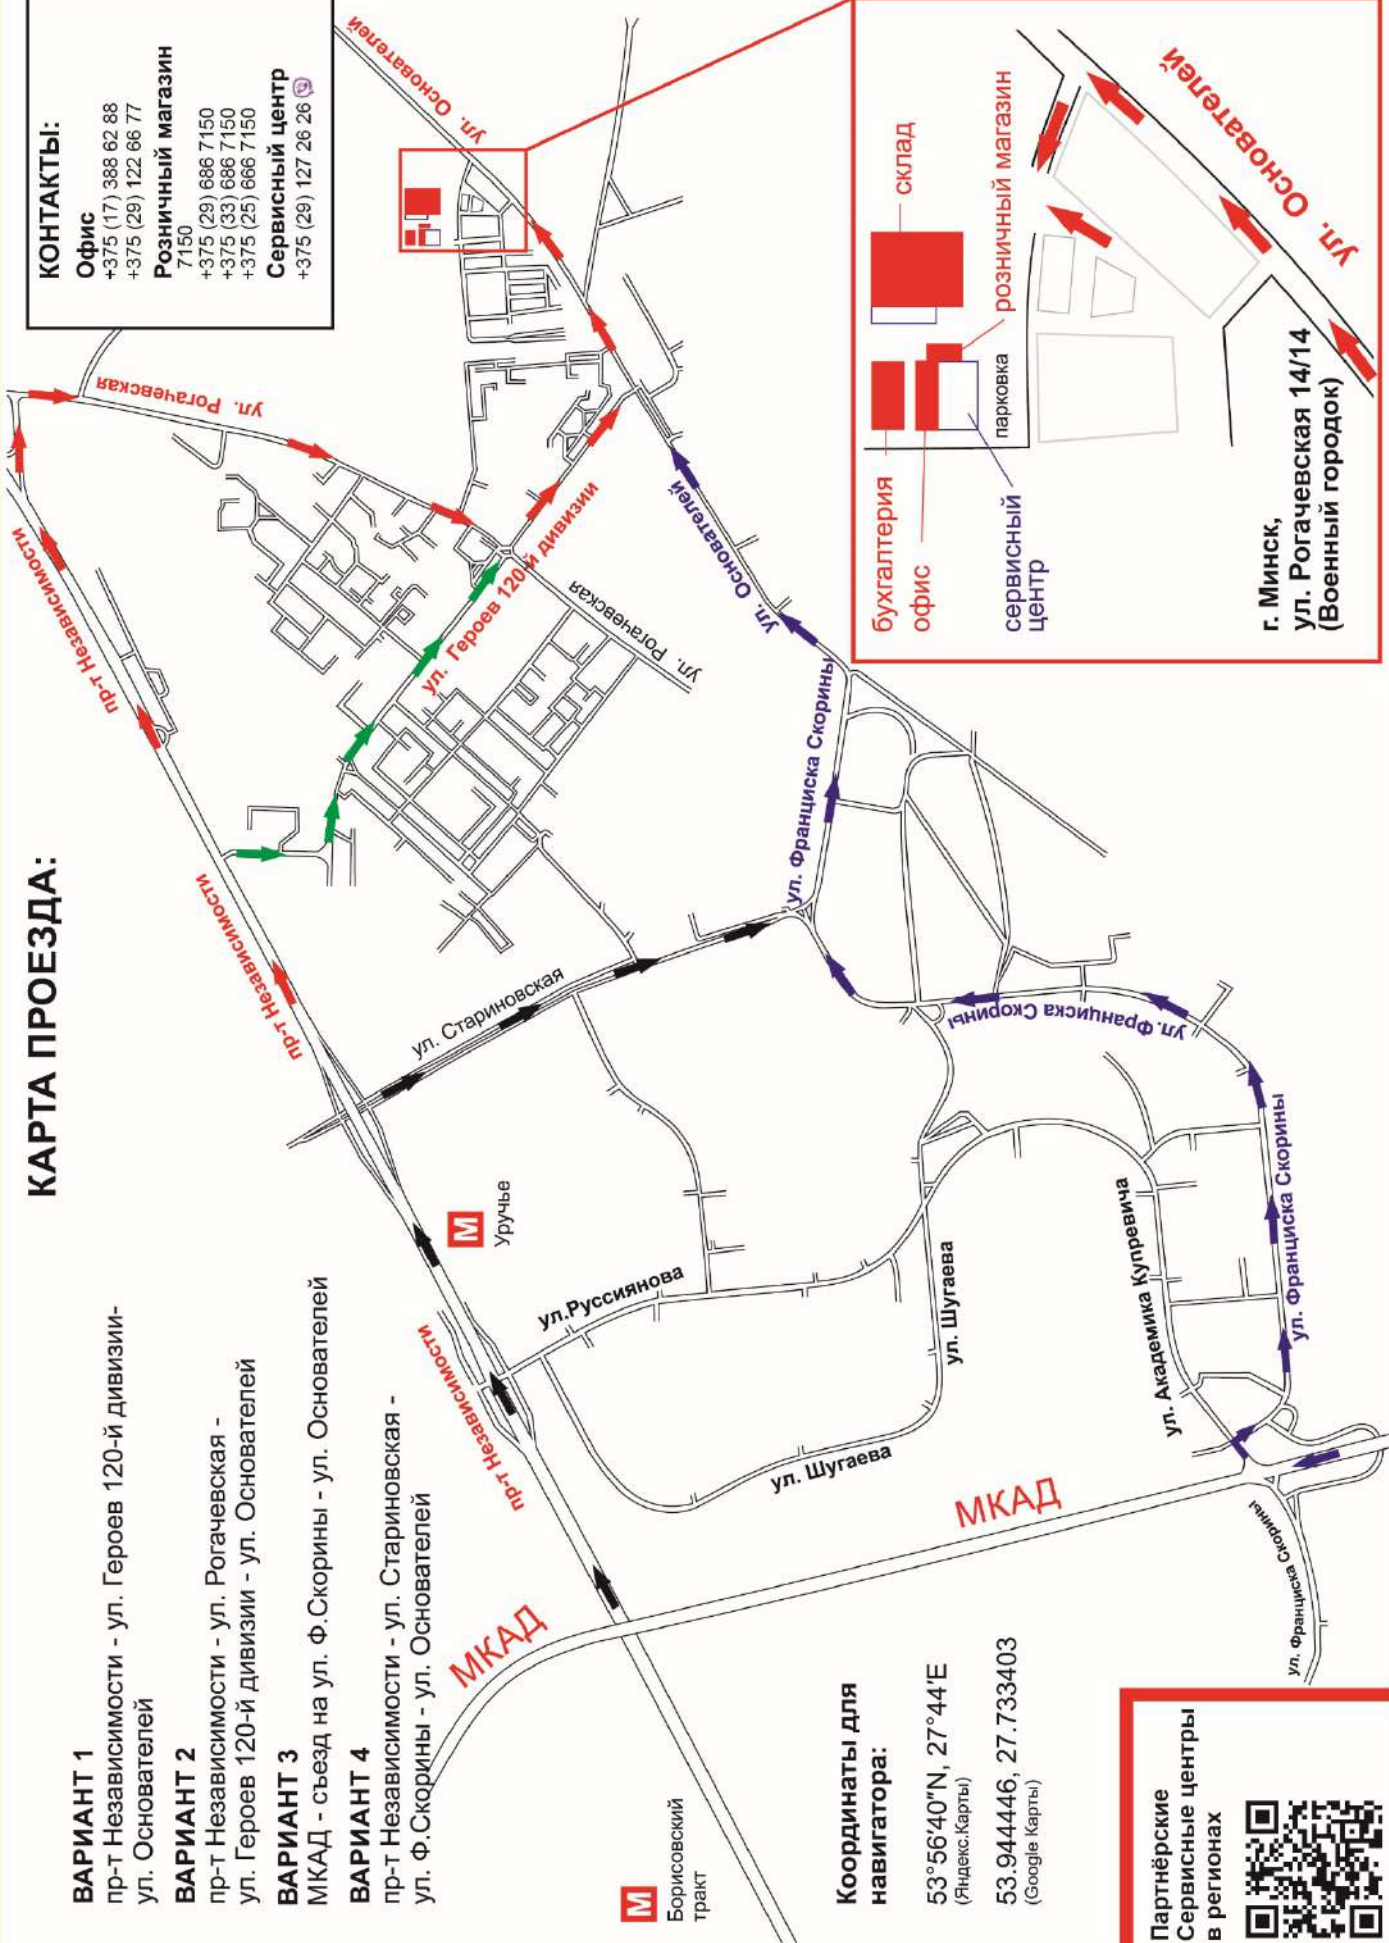 КАРТА ПРОЕЗДА:
ВАРИАНТ 1
пр-т Независимости - ул. Героев 120-й дивизии-
ул. Основателей
ВАРИАНТ 2
пр-т Независимости - ул. Рогачевская -
ул. Героев 120-й дивизии - ул. Основателей
ВАРИАНТ 3
МКАД - съезд на ул. Ф.Скорины - ул. Основателей
ВАРИАНТ 4
пр-т Независимости - ул. Стариновская -
ул. Ф.Скорины - ул. Основателей
КОНТАКТЫ:
Офис
+375 (17) 388 62 88
+375 (29) 122 66 77
Розничный магазин
7150
+375 (29) 686 7150
+375 (33) 686 7150
+375 (25) 666 7150
Сервисный центр
+375 (29) 127 26 26
пр-т Независимости
пр-т Независимости
пр-т Независимости
ул. Рогачевская
ул. Основателей
ул. Героев 120-й дивизии
ул. Рогачевская
ул. Основателей
ул. Стариновская
ул. Франциска Скорины
М
Уручье
ул.Руссиянова
ул. Франциска Скорины
ул. Шугаева
ул. Шугаева
ул. Академика Купревича
ул. Франциска Скорины
МКАД
МКАД
ул. Франциска Скорины
М
Борисовский
тракт
Координаты для
навигатора:
53°56'40"N, 27°44'E
(Яндекс.Карты)
53.944446, 27.733403
(Google Карты)
Партнёрские
Сервисные центры
в регионах
бухгалтерия
офис
сервисный
центр
склад
розничный магазин
парковка
ул. Основателей
г. Минск,
ул. Рогачевская 14/14
(Военный городок)